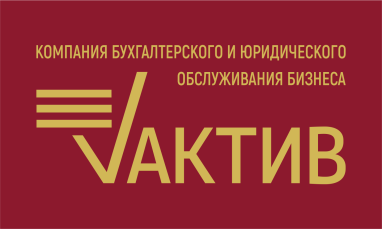 КОМПАНИЯ БУХГАЛТЕРСКОГО И ЮРИДИЧЕСКОГО
ОБСЛУЖИВАНИЯ БИЗНЕСА
АКТИВ